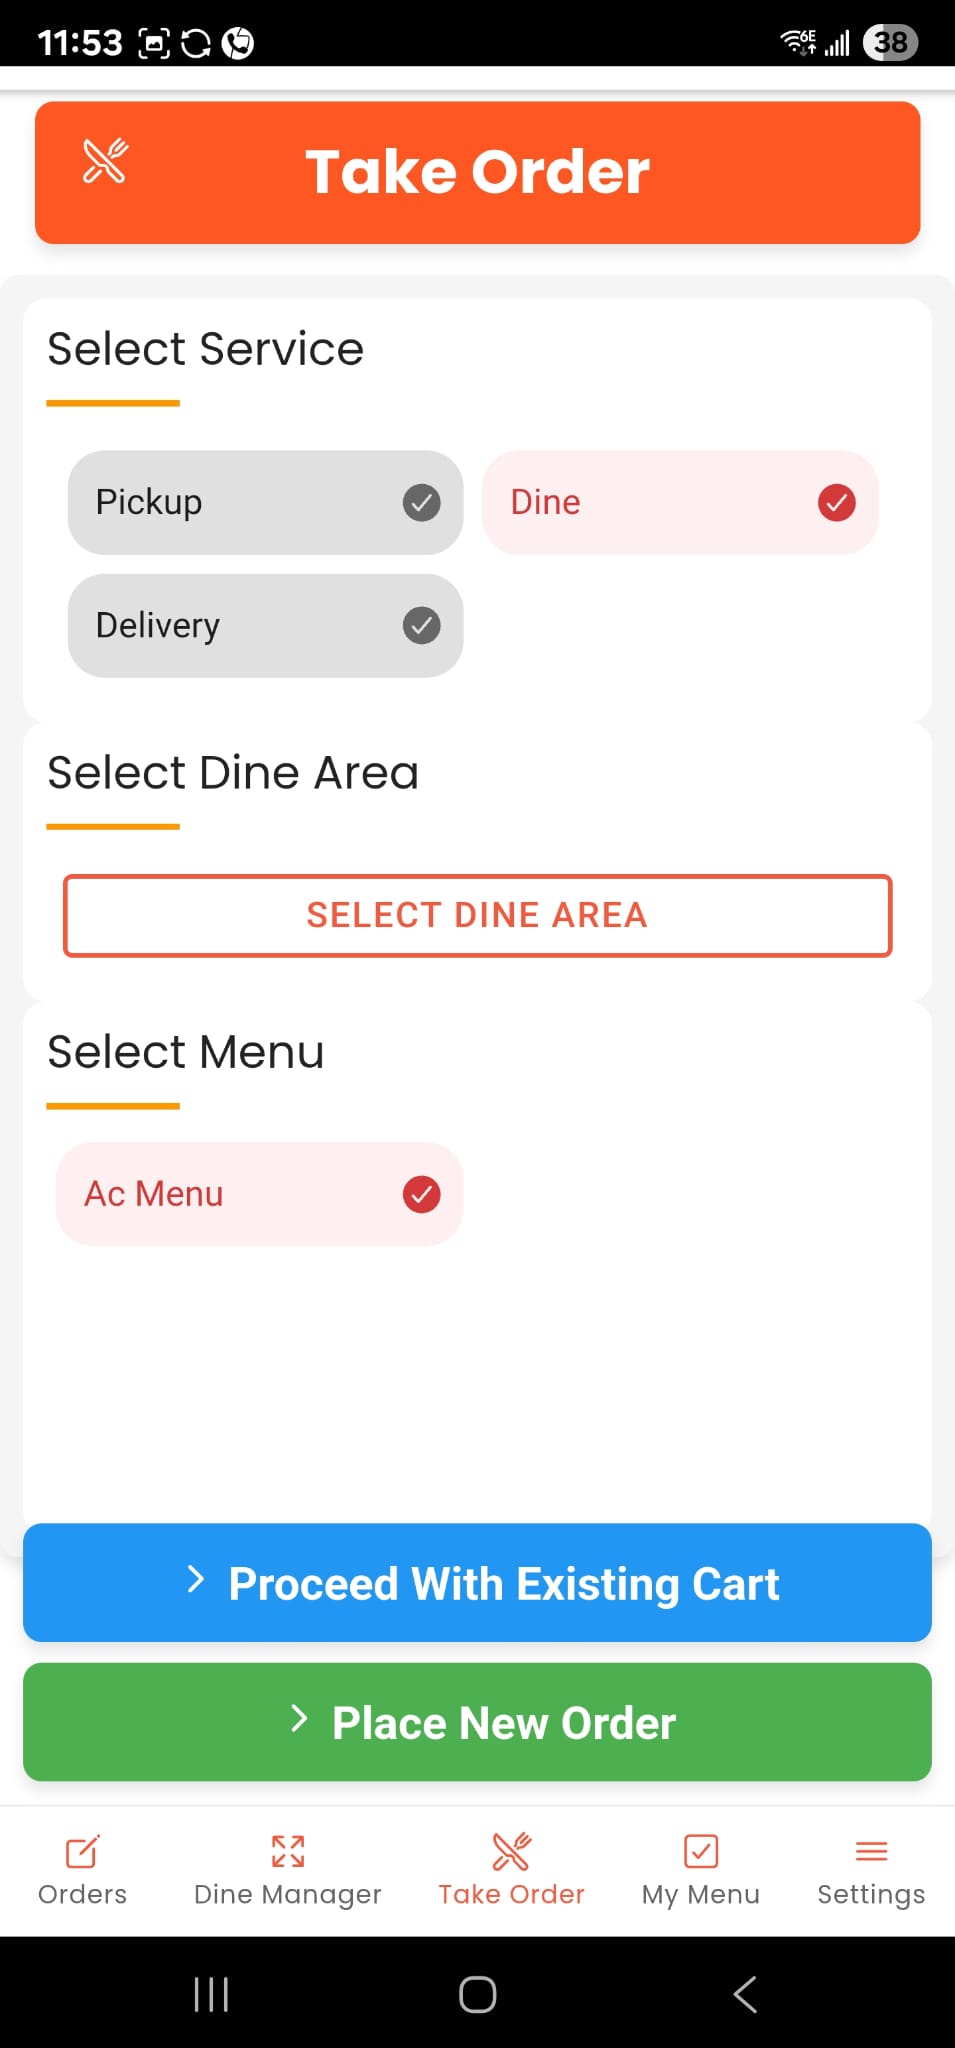 11:53
6E
38
Take Order
Select Service
Pickup
Dine
Delivery
Select Dine Area
SELECT DINE AREA
Select Menu
Ac Menu
Proceed With Existing Cart
Place New Order
Orders
Dine Manager
Take Order
My Menu
Settings